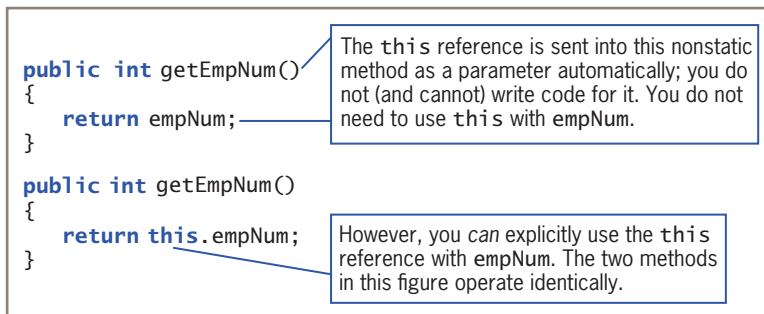 public int getEmpNum()
{
return empNum;
}
The this reference is sent into this nonstatic
method as a parameter automatically; you do
not (and cannot) write code for it. You do not
need to use this with empNum.
public int getEmpNum()
{
return this.empNum;
}
However, you can explicitly use the this
reference with empNum. The two methods
in this figure operate identically.